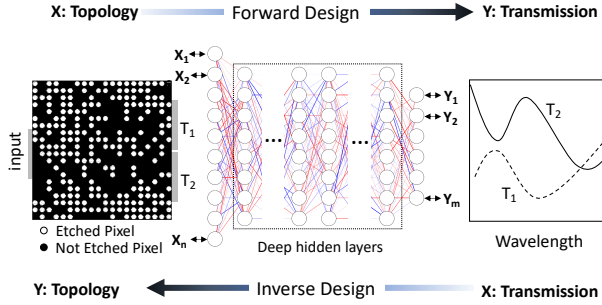 X: Topology Forward Design Y: Transmission
X1
X2
Xn
input
T1
T2
Etched Pixel
Not Etched Pixel
... ...
Deep hidden layers
Y1
Y2
Ym
T2
T1
Wavelength
Y: Topology Inverse Design X: Transmission